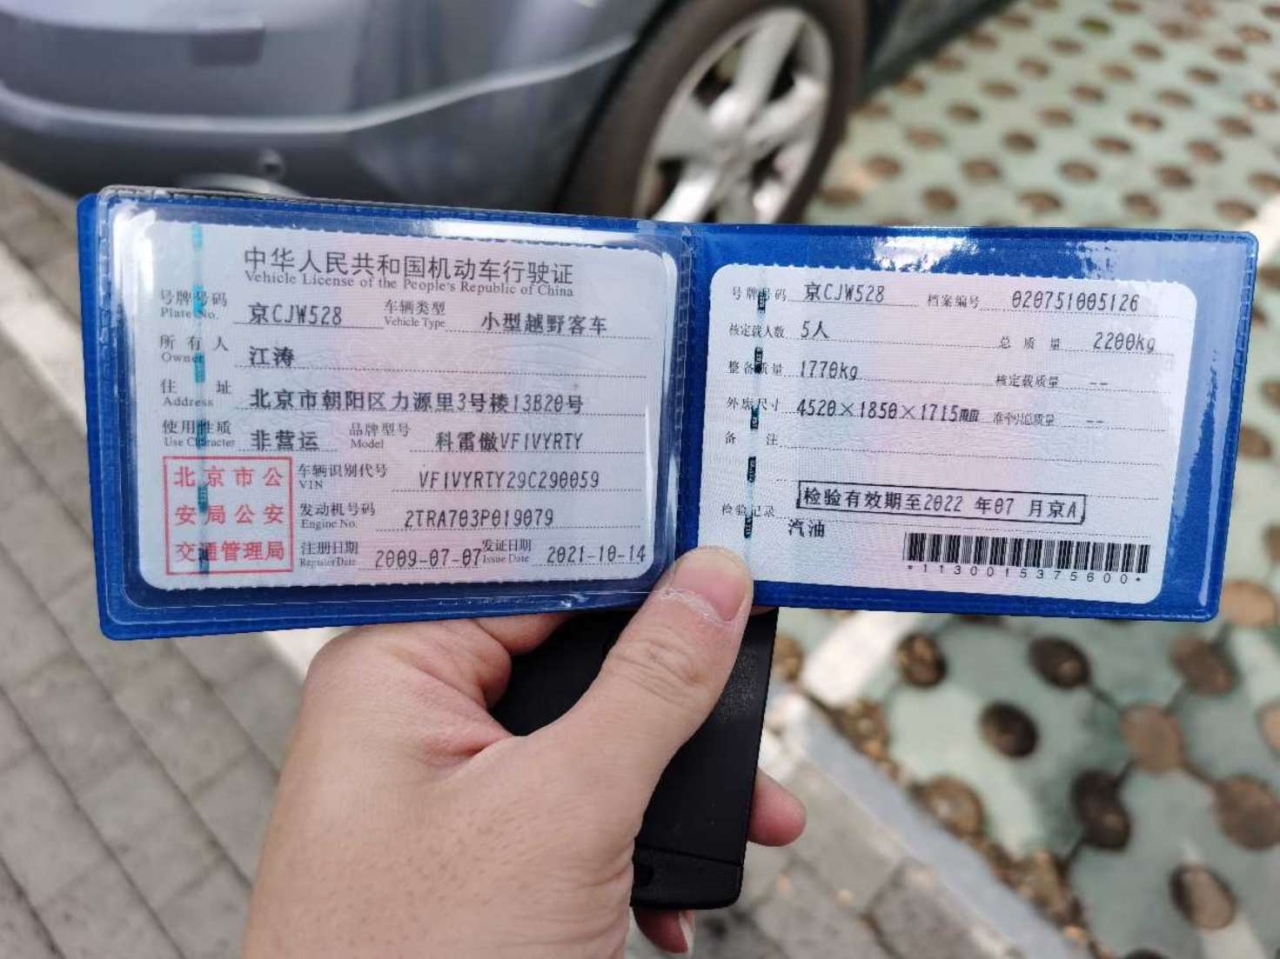 中华人民共和国机动车行驶证
Vehicle License of the People's Republic of China
号牌号码 京CJW528 车辆类型 小型越野客车
Plate No. Vehicle Type
所有人 江涛
Owner
住址 北京市朝阳区力源里3号楼13B20号
Address
使用性质 非营运 品牌型号 科雷傲VF1VYRTY
Use Character Model
北京市公
安局公安
交通管理局
车辆识别代号 VF1VYRTY29C290059
VIN
发动机号码 2TRA703P019079
Engine No.
注册日期 2009-07-07 发证日期 2021-10-14
Register Date Issue Date
号牌号码 京CJW528 档案编号 020751005126
核定载人数 5人 总质量 2200kg
整备质量 1770kg 核定载质量 --
外廓尺寸 4520×1850×1715 准牵引总质量 --
备注
检验有效期至2022 年07 月京A
检验记录
汽油
*1130015375600*